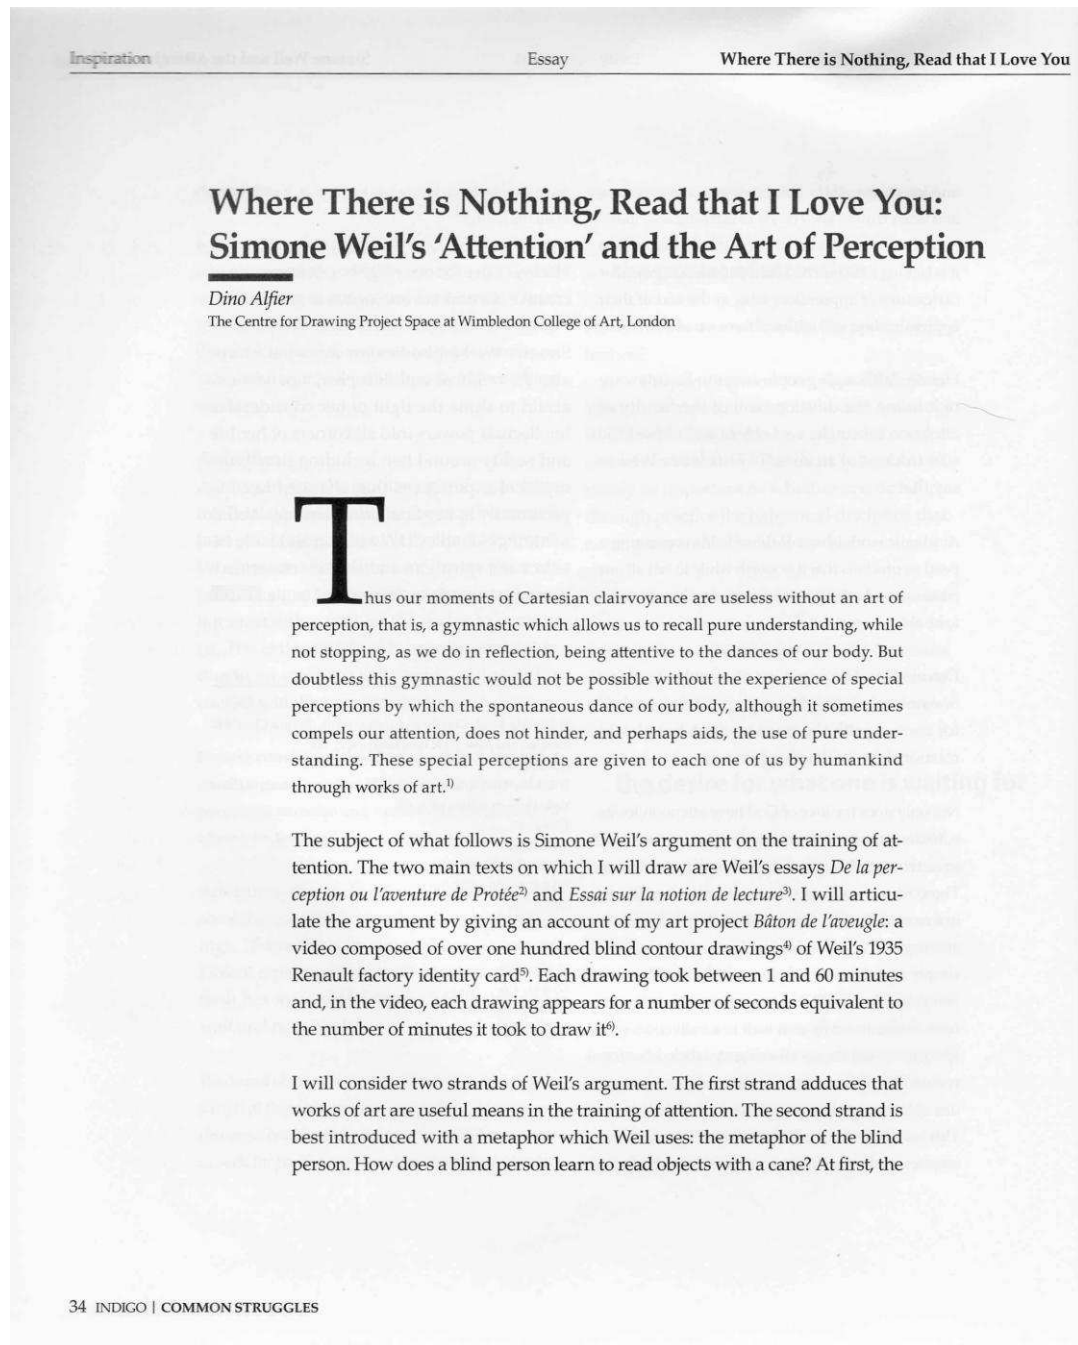 Inspiration
Essay
Where There is Nothing, Read that I Love You
Where There is Nothing, Read that I Love You:
Simone Weil's 'Attention' and the Art of Perception
Dino Alfier
The Centre for Drawing Project Space at Wimbledon College of Art, London
Thus our moments of Cartesian clairvoyance are useless without an art of
perception, that is, a gymnastic which allows us to recall pure understanding, while
not stopping, as we do in reflection, being attentive to the dances of our body. But
doubtless this gymnastic would not be possible without the experience of special
perceptions by which the spontaneous dance of our body, although it sometimes
compels our attention, does not hinder, and perhaps aids, the use of pure under-
standing. These special perceptions are given to each one of us by humankind
through works of art.1)
The subject of what follows is Simone Weil's argument on the training of at-
tention. The two main texts on which I will draw are Weil's essays De la per-
ception ou l'aventure de Protée2) and Essai sur la notion de lecture3). I will articu-
late the argument by giving an account of my art project Bâton de l'aveugle: a
video composed of over one hundred blind contour drawings4) of Weil's 1935
Renault factory identity card5). Each drawing took between 1 and 60 minutes
and, in the video, each drawing appears for a number of seconds equivalent to
the number of minutes it took to draw it6).
I will consider two strands of Weil's argument. The first strand adduces that
works of art are useful means in the training of attention. The second strand is
best introduced with a metaphor which Weil uses: the metaphor of the blind
person. How does a blind person learn to read objects with a cane? At first, the
34 INDIGO | COMMON STRUGGLES